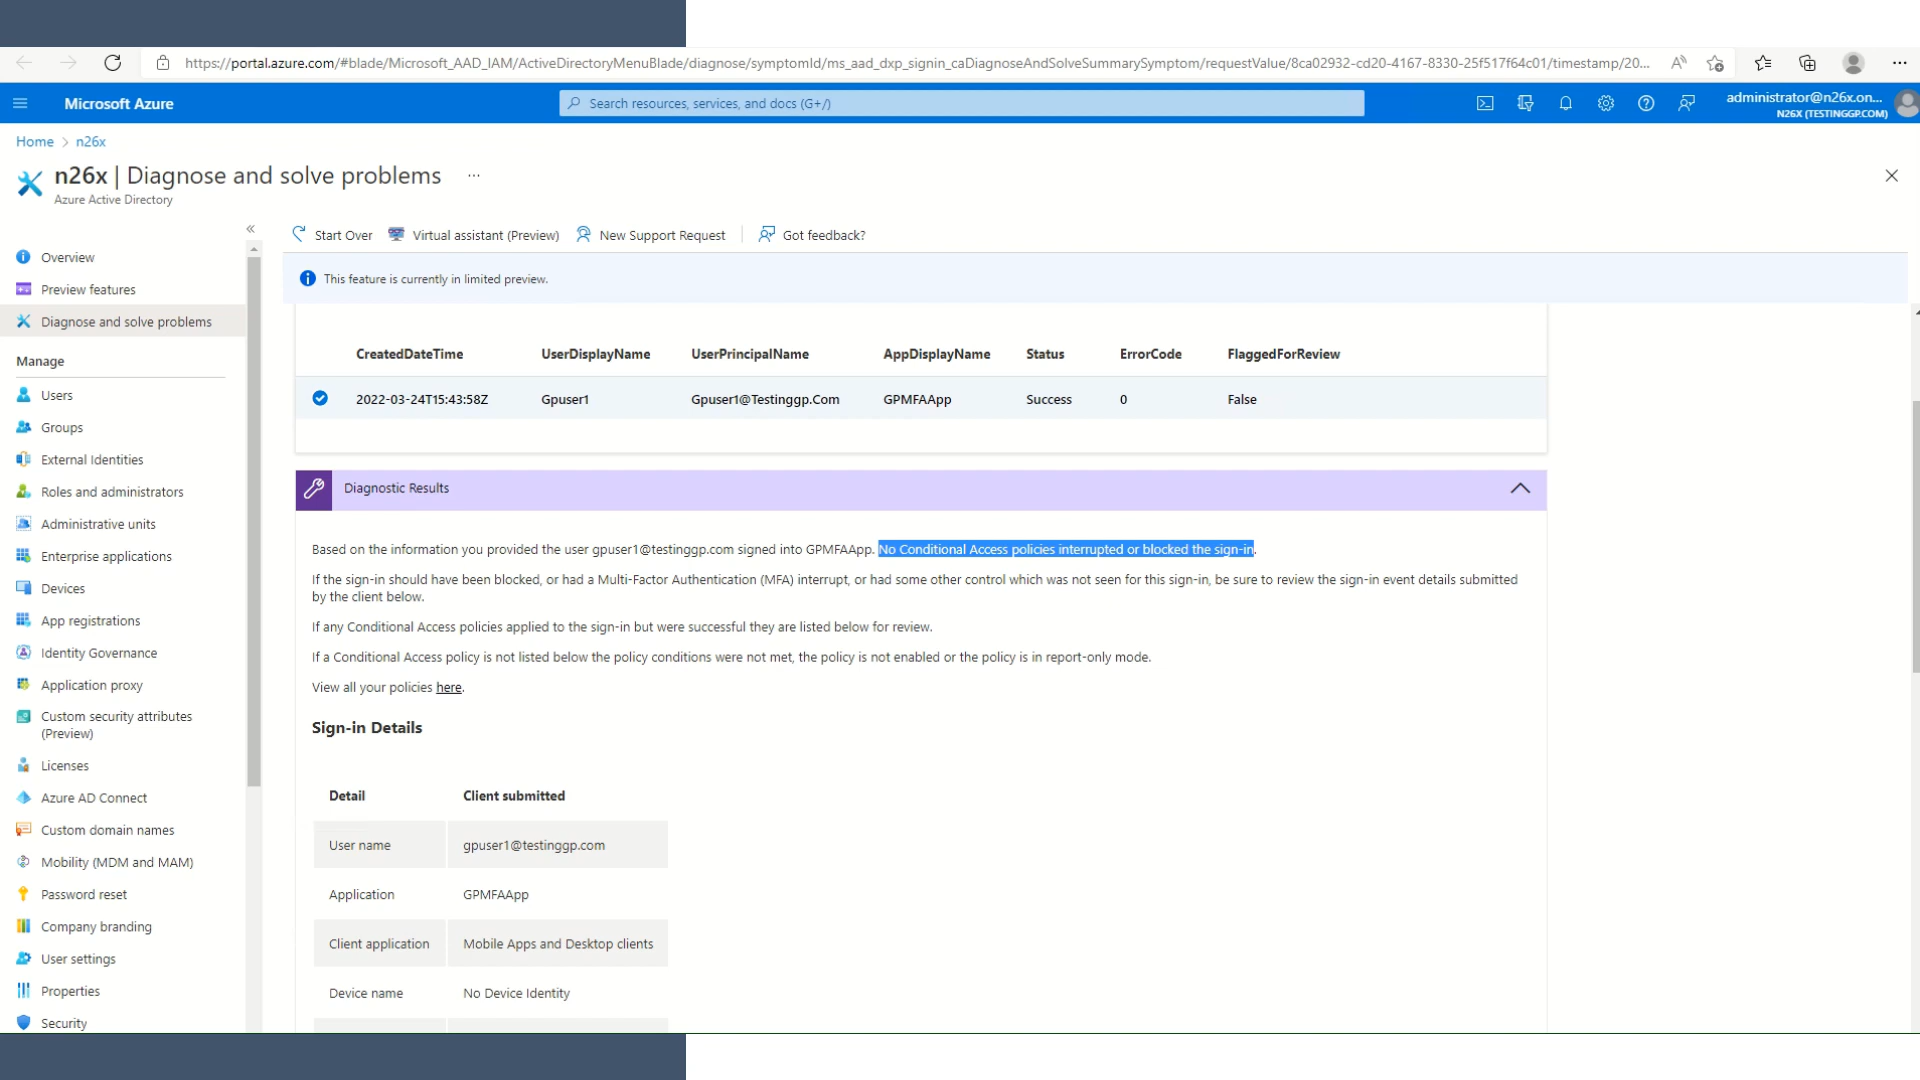 https://portal.azure.com/#blade/Microsoft_AAD_IAM/ActiveDirectoryMenuBlade/diagnose/symptomId/ms_aad_dxp_signin_caDiagnoseAndSolveSummarySymptom/requestValue/8ca02932-cd20-4167-8330-25f517f64c01/timestamp/20...
Microsoft Azure
Search resources, services, and docs (G+/)
administrator@n26x.on...
N26X (TESTINGGP.COM)
Home > n26x
n26x | Diagnose and solve problems ...
Azure Active Directory
Overview
Preview features
Diagnose and solve problems
Manage
Users
Groups
External Identities
Roles and administrators
Administrative units
Enterprise applications
Devices
App registrations
Identity Governance
Application proxy
Custom security attributes
(Preview)
Licenses
Azure AD Connect
Custom domain names
Mobility (MDM and MAM)
Password reset
Company branding
User settings
Properties
Security
Start Over Virtual assistant (Preview) New Support Request Got feedback?
This feature is currently in limited preview.
CreatedDateTime UserDisplayName UserPrincipalName AppDisplayName Status ErrorCode FlaggedForReview
2022-03-24T15:43:58Z Gpuser1 Gpuser1@Testinggp.Com GPMFAApp Success 0 False
Diagnostic Results
Based on the information you provided the user gpuser1@testinggp.com signed into GPMFAApp. No Conditional Access policies interrupted or blocked the sign-in.
If the sign-in should have been blocked, or had a Multi-Factor Authentication (MFA) interrupt, or had some other control which was not seen for this sign-in, be sure to review the sign-in event details submitted
by the client below.
If any Conditional Access policies applied to the sign-in but were successful they are listed below for review.
If a Conditional Access policy is not listed below the policy conditions were not met, the policy is not enabled or the policy is in report-only mode.
View all your policies here.
Sign-in Details
Detail Client submitted
User name gpuser1@testinggp.com
Application GPMFAApp
Client application Mobile Apps and Desktop clients
Device name No Device Identity